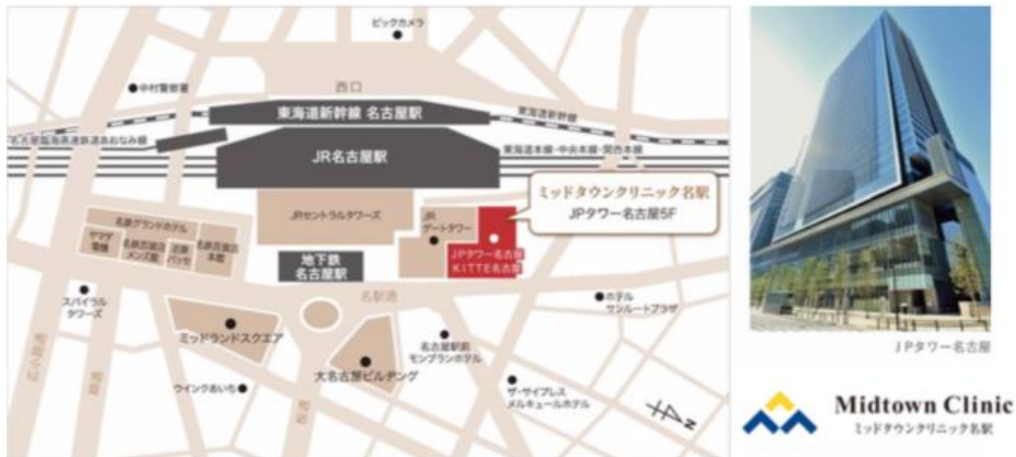 ビックカメラ
西口
中村警察署
東海道新幹線 名古屋駅
東海道新幹線
名古屋臨海高速鉄道あおなみ線
JR名古屋駅
東海道本線・中央本線・関西本線
ミッドタウンクリニック名駅
JPタワー名古屋5F
JRセントラルタワーズ
JR
ゲートタワー
JPタワー名古屋
KITTE名古屋
名鉄グランドホテル
ヤマダ
電機
名鉄百貨店
メンズ館
近鉄
パッセ
名鉄百貨店
本館
地下鉄
名古屋駅
名駅通
スパイラル
タワーズ
ミッドランドスクエア
大名古屋ビルヂング
名古屋駅前
モンブランホテル
ホテル
サンルートプラザ
ウインクあいち
ザ・サイプレス
メルキュールホテル
桜通
N
JPタワー名古屋
Midtown Clinic
ミッドタウンクリニック名駅